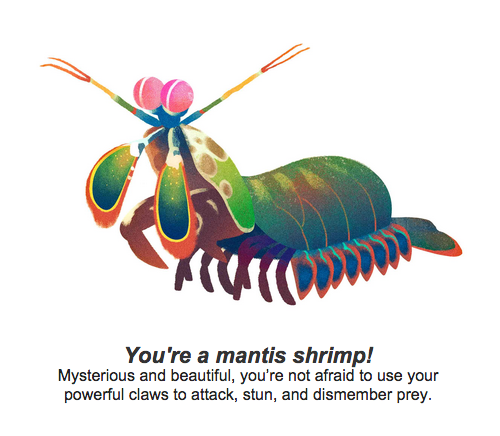 You're a mantis shrimp!
Mysterious and beautiful, you're not afraid to use your
powerful claws to attack, stun, and dismember prey.